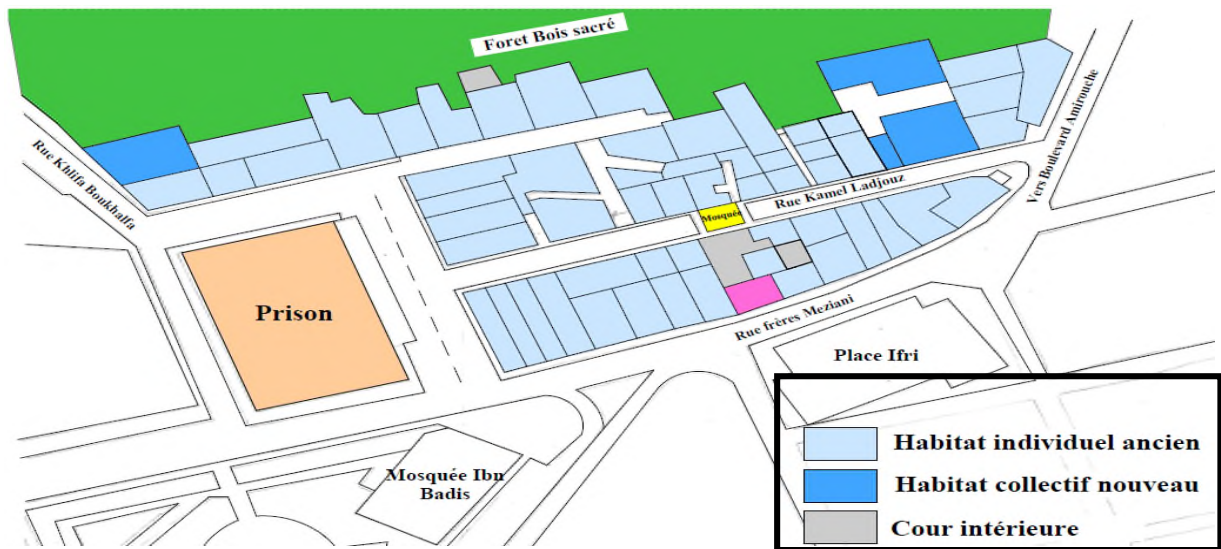 Foret Bois sacré
Rue Khlifa Boukhalfa
Vers Boulevard Amirouche
Rue Kamel Ladjouz
Mosquée
Prison
Rue frères Meziani
Place Ifri
Mosquée Ibn
Badis
Habitat individuel ancien
Habitat collectif nouveau
Cour intérieure